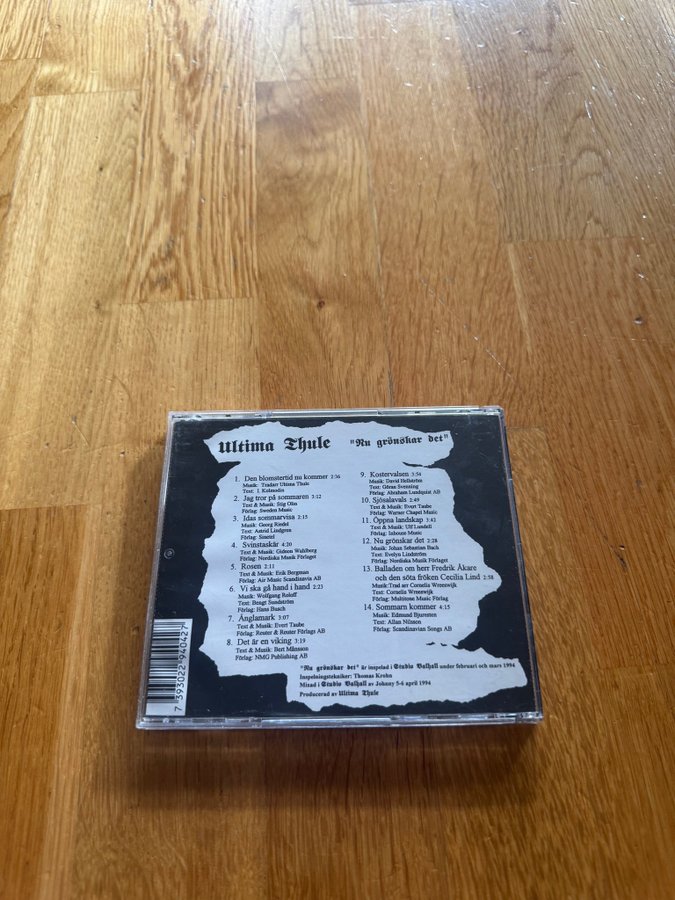 Ultima Thule "Nu grönskar det"
1. Den blomstertid nu kommer 2:36
Musik: Tradarr Ultima Thule
Text: I. Kolmodin
2. Jag tror på sommaren 3:12
Text & Musik: Stig Olin
Förlag: Sweden Music
3. Idas sommarvisa 2:15
Musik: Georg Riedel
Text: Astrid Lindgren
Förlag: Simetel
4. Svinstaskär 4:20
Text & Musik: Gideon Wahlberg
Förlag: Nordiska Musik Förlaget
5. Rosen 2:11
Text & Musik: Erik Bergman
Förlag: Air Music Scandinavia AB
6. Vi ska gå hand i hand 2:23
Musik: Wolfgang Roloff
Text: Bengt Sundström
Förlag: Hans Busch
7. Änglamark 3:07
Text & Musik: Evert Taube
Förlag: Reuter & Reuter Förlags AB
8. Det är en viking 3:19
Text & Musik: Bert Månsson
Förlag: NMG Publishing AB
9. Kostervalsen 3:54
Musik: David Hellström
Text: Göran Svenning
Förlag: Abraham Lundquist AB
10. Sjösalavals 2:49
Text & Musik: Evert Taube
Förlag: Warner Chapel Music
11. Öppna landskap 3:42
Text & Musik: Ulf Lundell
Förlag: Inhouse Music
12. Nu grönskar det 2:28
Musik: Johan Sebastian Bach
Text: Evelyn Lindström
Förlag: Nordiska Musik Förlaget
13. Balladen om herr Fredrik Åkare
och den söta fröken Cecilia Lind 2:58
Musik:Trad arr Cornelis Vreeswijk
Text: Cornelis Vreeswijk
Förlag: Multitone Music Förlag
14. Sommarn kommer 4:15
Musik: Edmund Bjuresten
Text: Allan Nilsson
Förlag: Scandinavian Songs AB
"Nu grönskar det" är inspelad i Studio Valhall under februari och mars 1994
Inspelningstekniker: Thomas Krohn
Mixad i Studio Valhall av Johnny 5-6 april 1994
Producerad av Ultima Thule
7 393022 940427